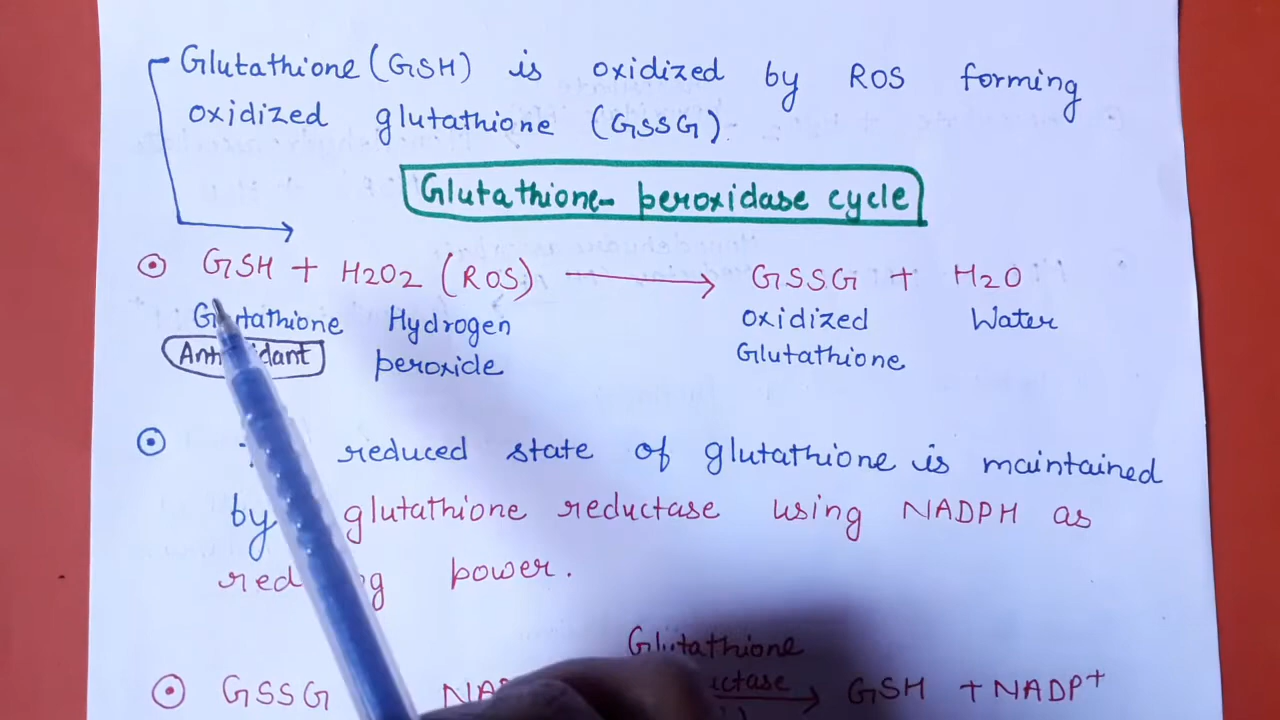 Glutathione (GSH) is oxidized by ROS forming
oxidized glutathione (GSSG).
Glutathione- peroxidase cycle
GSH + H2O2 (ROS) → GSSG + H2O
Glutathione Hydrogen oxidized Water
peroxide Glutathione
reduced state of glutathione is maintained
by glutathione reductase using NADPH as
power.
Glutathione
GSSG → GSH + NADP+